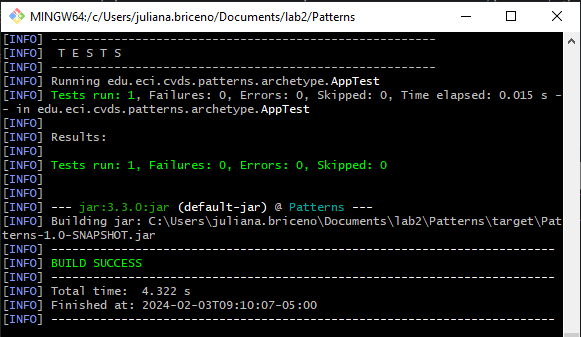 MINGW64:/c/Users/juliana.briceno/Documents/lab2/Patterns
[INFO] -------------------------------------------------------
[INFO]  T E S T S
[INFO] -------------------------------------------------------
[INFO] Running edu.eci.cvds.patterns.archetype.AppTest
[INFO] Tests run: 1, Failures: 0, Errors: 0, Skipped: 0, Time elapsed: 0.015 s -
- in edu.eci.cvds.patterns.archetype.AppTest
[INFO]
[INFO] Results:
[INFO]
[INFO] Tests run: 1, Failures: 0, Errors: 0, Skipped: 0
[INFO]
[INFO]
[INFO] --- jar:3.3.0:jar (default-jar) @ Patterns ---
[INFO] Building jar: C:\Users\juliana.briceno\Documents\lab2\Patterns\target\Pat
terns-1.0-SNAPSHOT.jar
[INFO] ------------------------------------------------------------------------
[INFO] BUILD SUCCESS
[INFO] ------------------------------------------------------------------------
[INFO] Total time:  4.322 s
[INFO] Finished at: 2024-02-03T09:10:07-05:00
[INFO] ------------------------------------------------------------------------